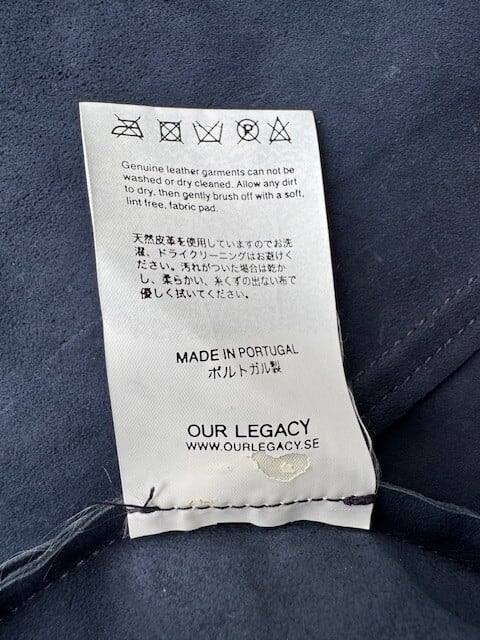 P
Genuine leather garments can not be
washed or dry cleaned. Allow any dirt
to dry, then gently brush off with a soft,
lint free, fabric pad.
天然皮革を使用していますのでお洗
濯、ドライクリーニングはお避けく
ださい。汚れがついた場合は乾か
し、柔らかい、糸くずの出ない布で
優しく拭いてください。
MADE IN PORTUGAL
ポルトガル製
OUR LEGACY
WWW.OURLEGACY.SE